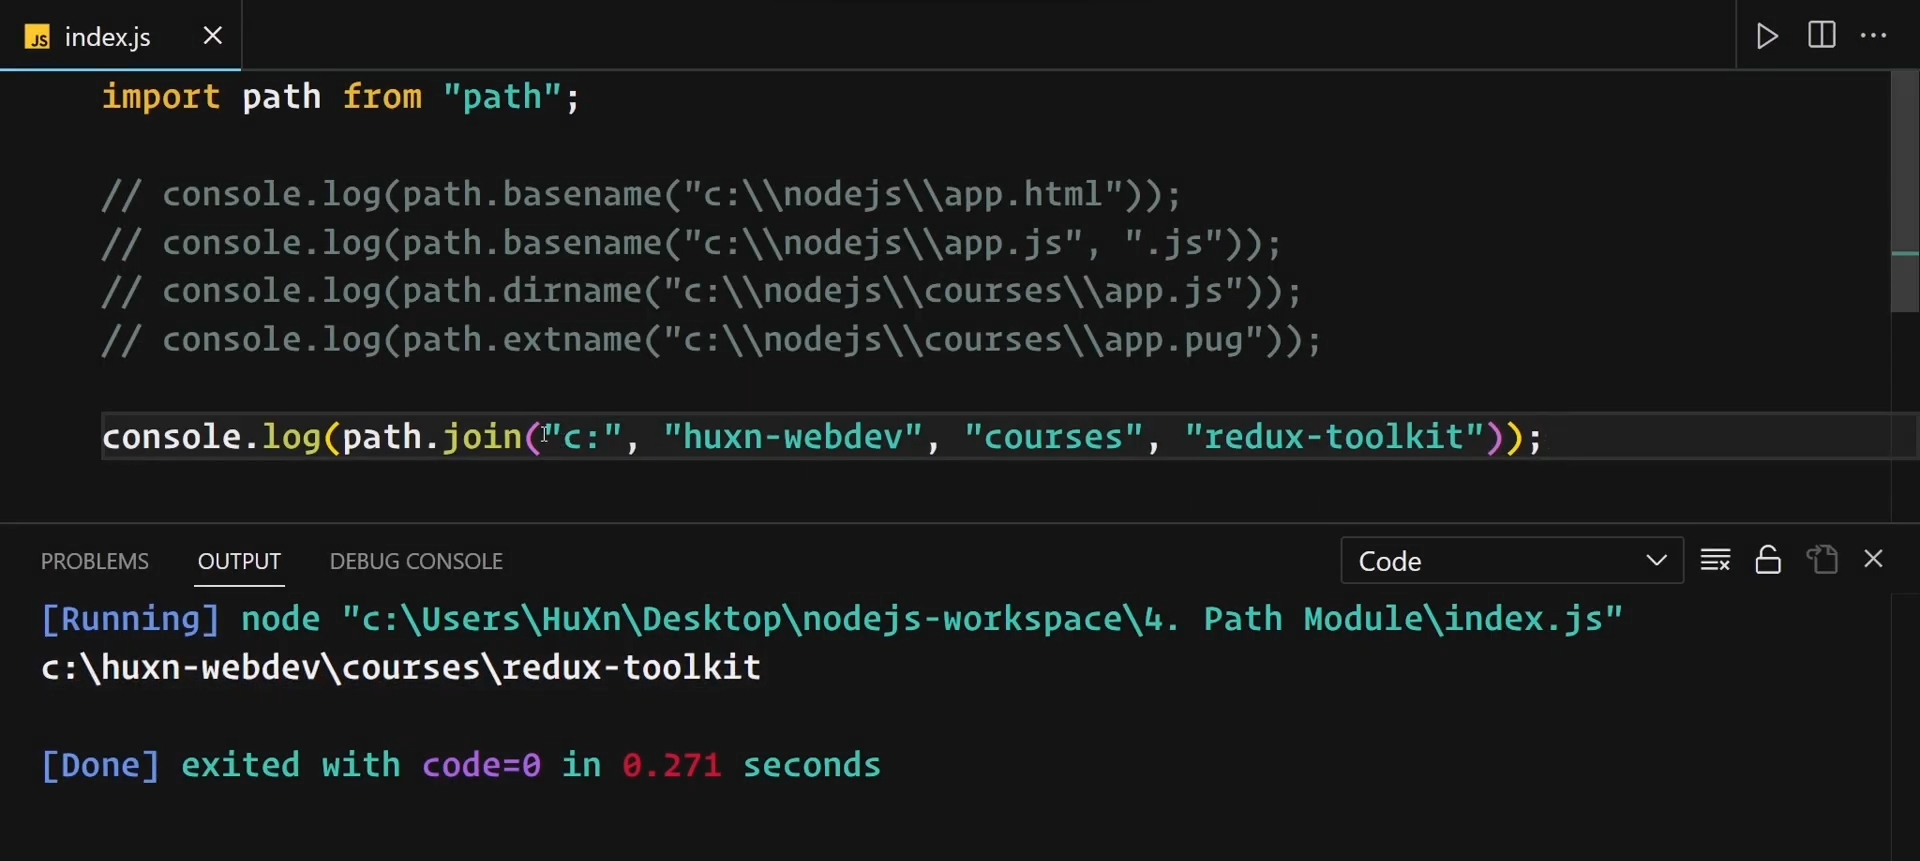 JS index.js
import path from "path";
// console.log(path.basename("c:\\nodejs\\app.html"));
// console.log(path.basename("c:\\nodejs\\app.js", ".js"));
// console.log(path.dirname("c:\\nodejs\\courses\\app.js"));
// console.log(path.extname("c:\\nodejs\\courses\\app.pug"));
console.log(path.join("c:", "huxn-webdev", "courses", "redux-toolkit"));
PROBLEMS OUTPUT DEBUG CONSOLE Code
[Running] node "c:\Users\HuXn\Desktop\nodejs-workspace\4. Path Module\index.js"
c:\huxn-webdev\courses\redux-toolkit
[Done] exited with code=0 in 0.271 seconds